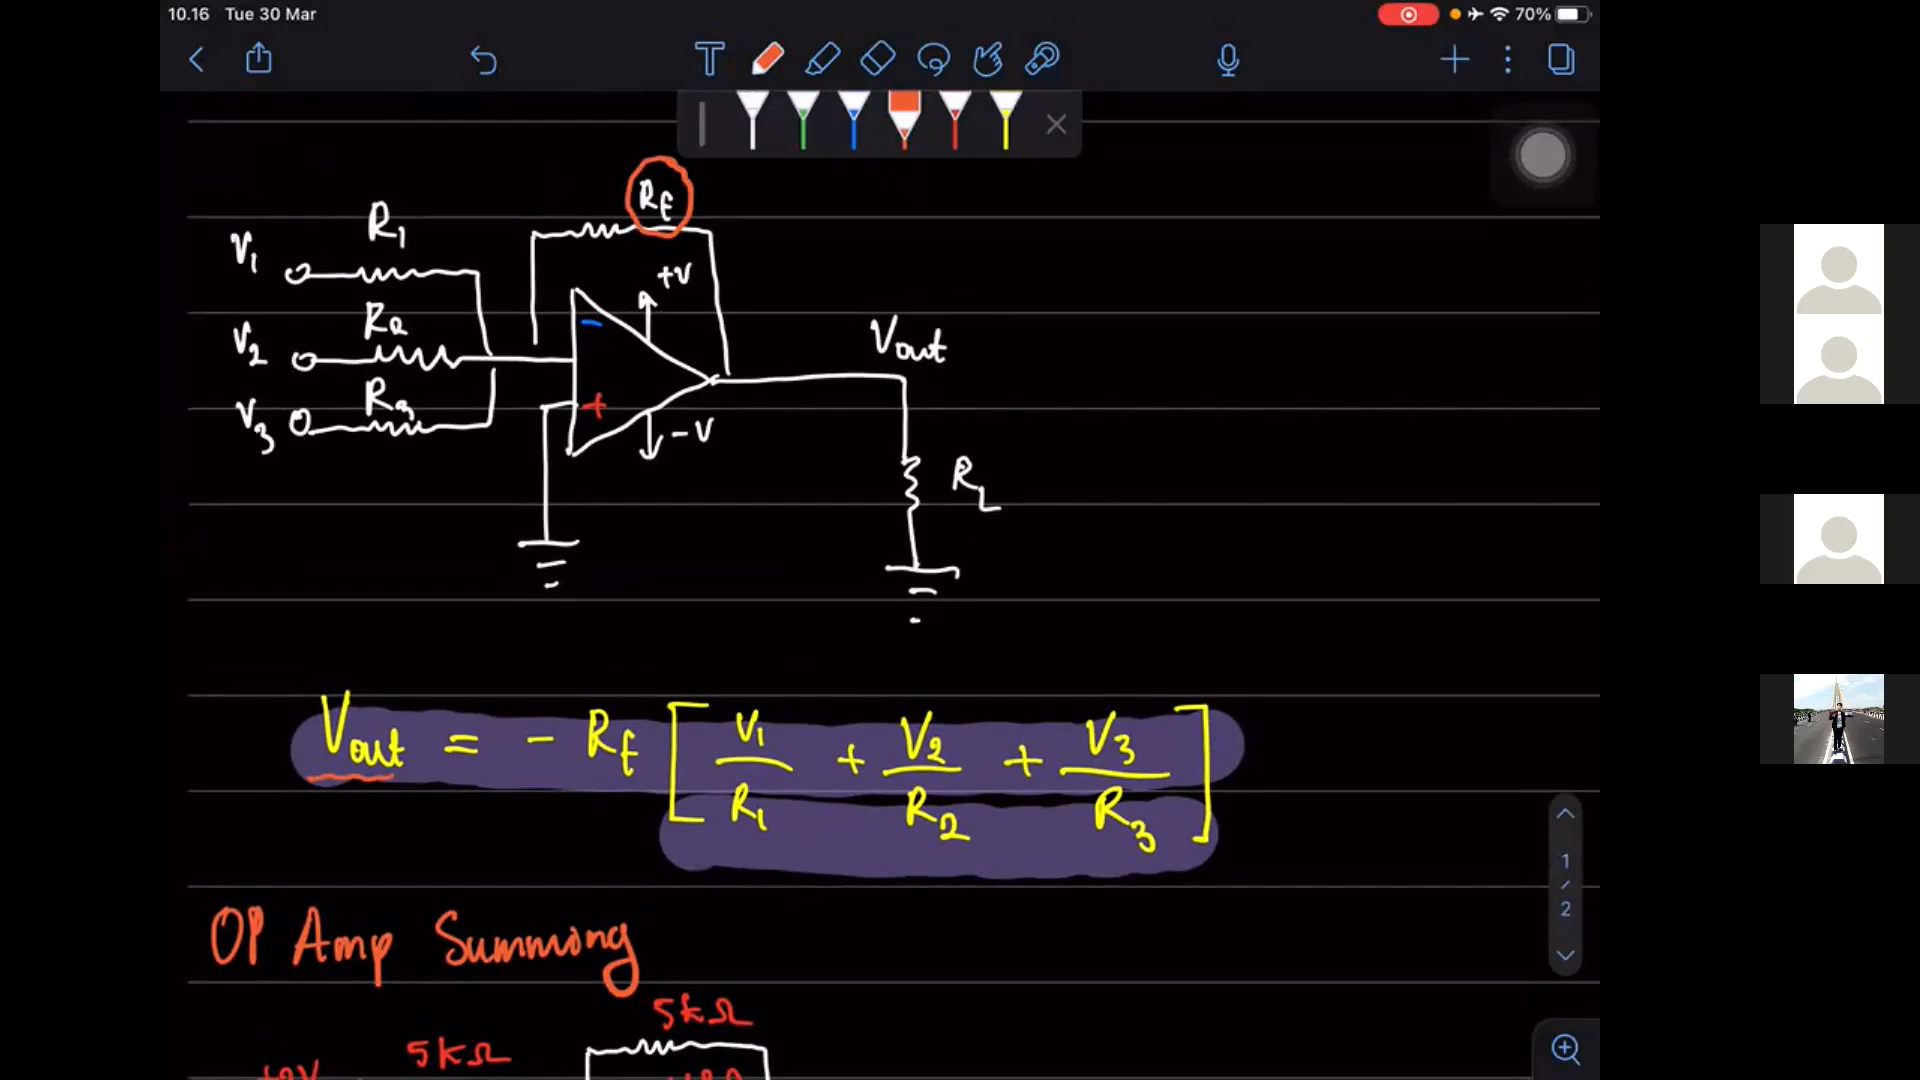 10.16 Tue 30 Mar 70%
T
Rf
R1
V1
+V
R2
V2
Vout
R3
V3
-
+
-V
RL
Vout = - Rf [ V1/R1 + V2/R2 + V3/R3 ]
1
/
2
OP Amp Summing
5kΩ
5kΩ